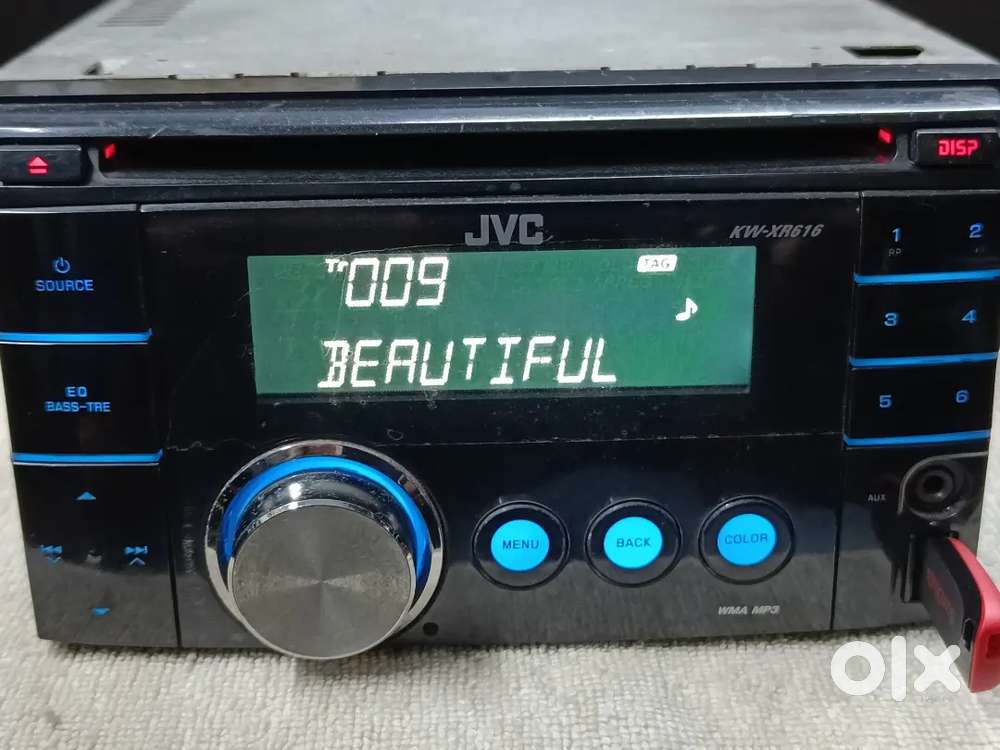 DISP
JVC
KW-XR616
SOURCE
Tr 009
TAG
BEAUTIFUL
1
RP
2
3
4
EQ
BASS-TRE
5
6
AUX
MENU
BACK
COLOR
WMA MP3
olx